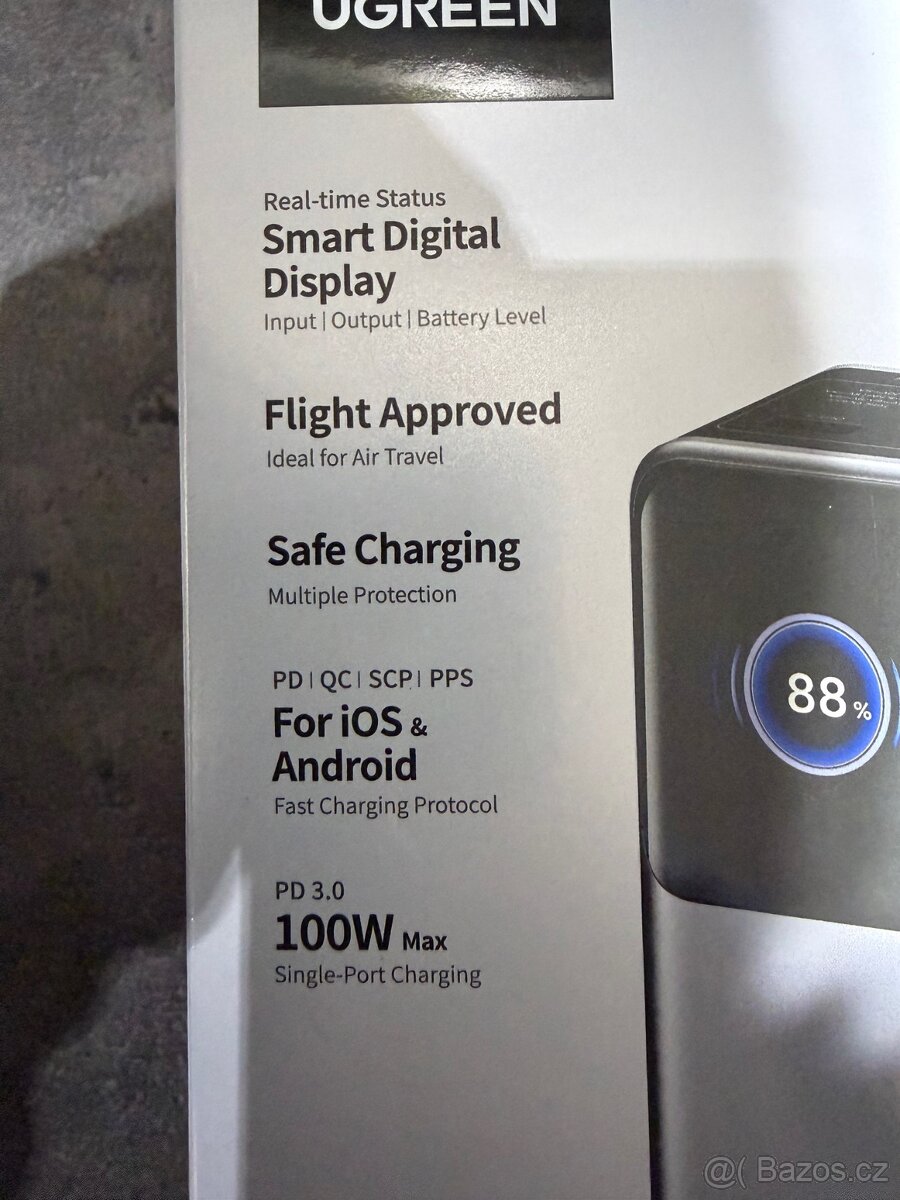 UGREEN
Real-time Status
Smart Digital
Display
Input | Output | Battery Level
Flight Approved
Ideal for Air Travel
Safe Charging
Multiple Protection
PD | QC | SCP | PPS
For iOS &
Android
Fast Charging Protocol
PD 3.0
100W Max
Single-Port Charging
88%
@( Bazos.cz